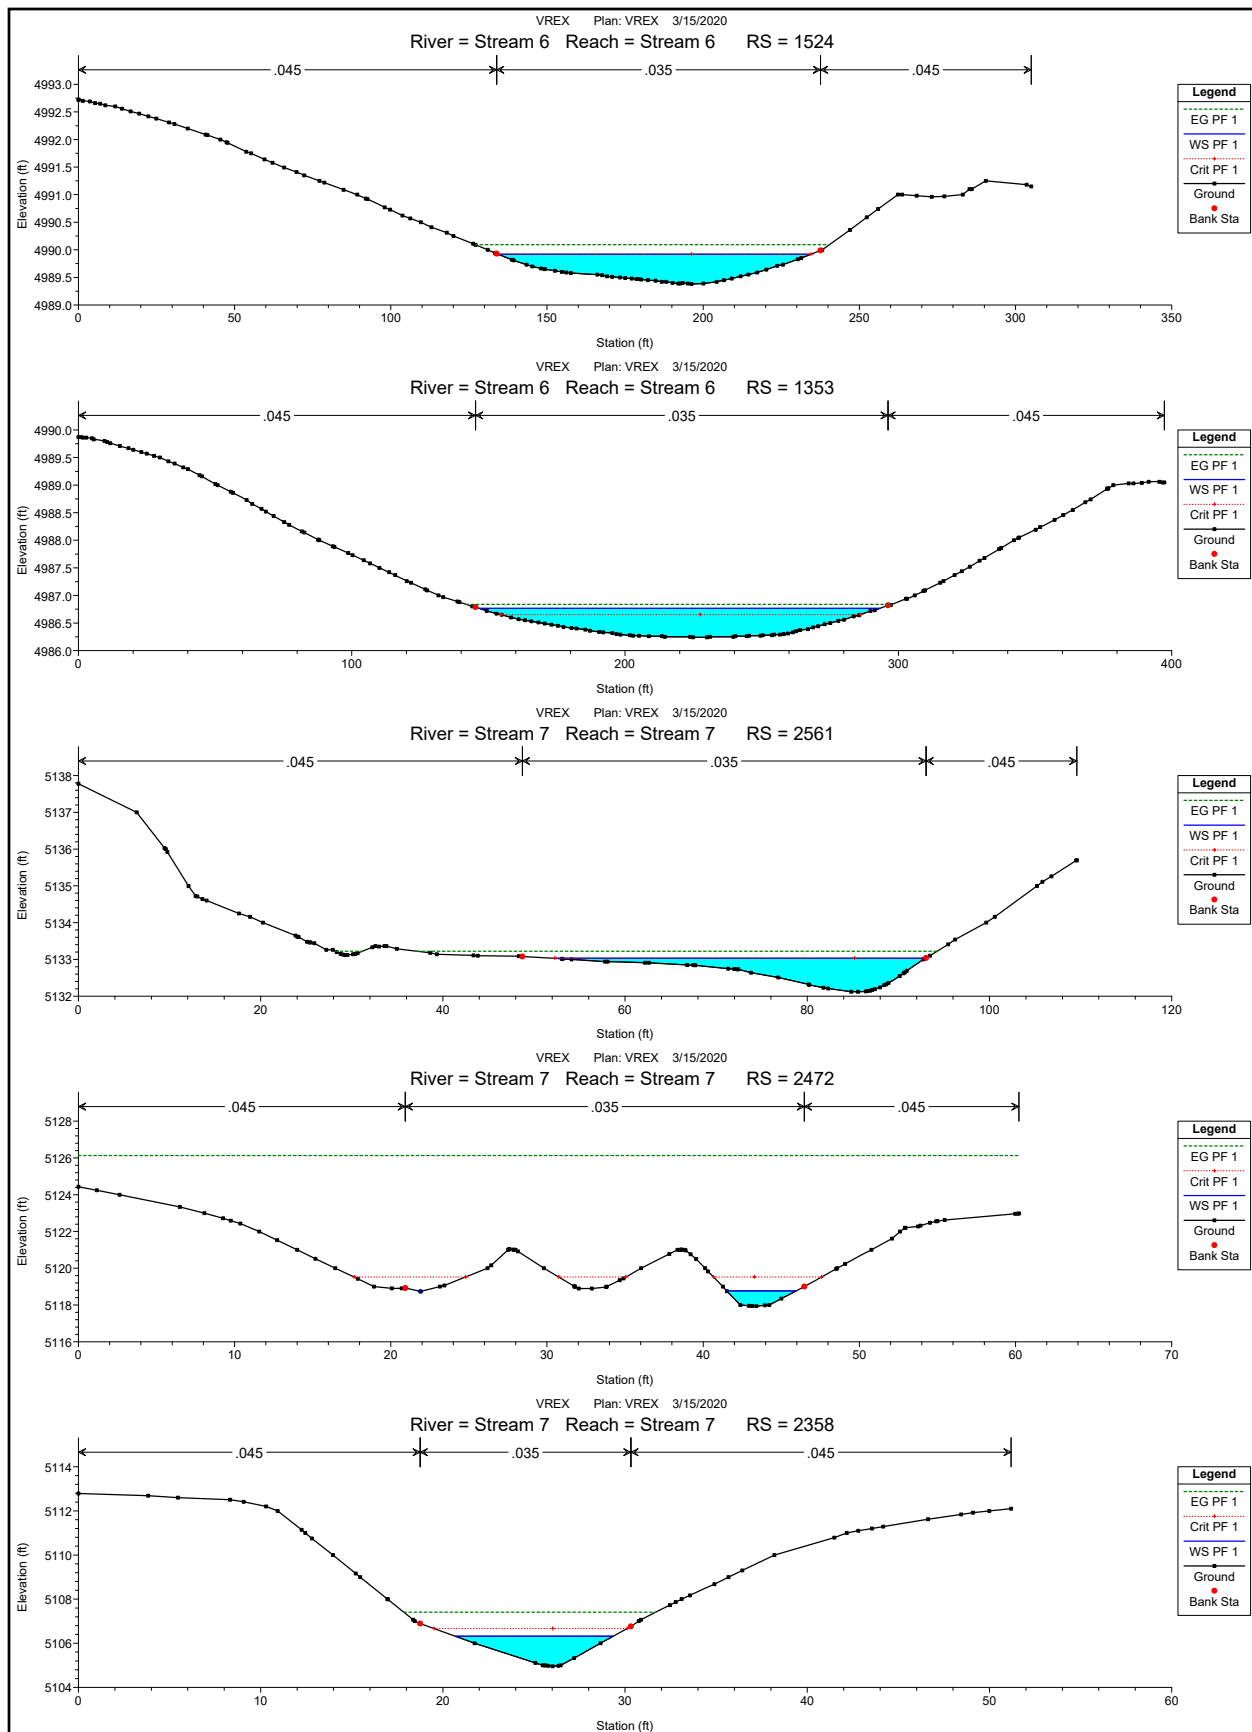 VREX Plan: VREX 3/15/2020
River = Stream 6 Reach = Stream 6 RS = 1524
.045 .035 .045
4993.0
4992.5
4992.0
4991.5
4991.0
4990.5
4990.0
4989.5
4989.0
Elevation (ft)
0 50 100 150 200 250 300 350
Station (ft)
Legend
EG PF 1
WS PF 1
Crit PF 1
Ground
Bank Sta
VREX Plan: VREX 3/15/2020
River = Stream 6 Reach = Stream 6 RS = 1353
.045 .035 .045
4990.0
4989.5
4989.0
4988.5
4988.0
4987.5
4987.0
4986.5
4986.0
Elevation (ft)
0 100 200 300 400
Station (ft)
Legend
EG PF 1
WS PF 1
Crit PF 1
Ground
Bank Sta
VREX Plan: VREX 3/15/2020
River = Stream 7 Reach = Stream 7 RS = 2561
.045 .035 .045
5138
5137
5136
5135
5134
5133
5132
Elevation (ft)
0 20 40 60 80 100 120
Station (ft)
Legend
EG PF 1
WS PF 1
Crit PF 1
Ground
Bank Sta
VREX Plan: VREX 3/15/2020
River = Stream 7 Reach = Stream 7 RS = 2472
.045 .035 .045
5128
5126
5124
5122
5120
5118
5116
Elevation (ft)
0 10 20 30 40 50 60 70
Station (ft)
Legend
EG PF 1
Crit PF 1
WS PF 1
Ground
Bank Sta
VREX Plan: VREX 3/15/2020
River = Stream 7 Reach = Stream 7 RS = 2358
.045 .035 .045
5114
5112
5110
5108
5106
5104
Elevation (ft)
0 10 20 30 40 50 60
Station (ft)
Legend
EG PF 1
Crit PF 1
WS PF 1
Ground
Bank Sta